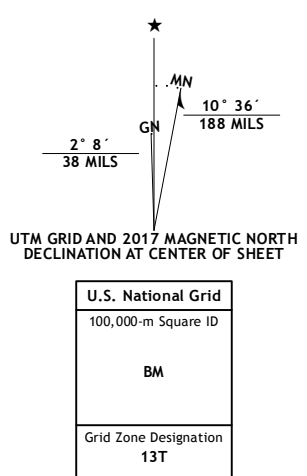 ★
MN
GN
10° 36´
188 MILS
2° 8´
38 MILS
UTM GRID AND 2017 MAGNETIC NORTH
DECLINATION AT CENTER OF SHEET
U.S. National Grid
100,000-m Square ID
BM
Grid Zone Designation
13T